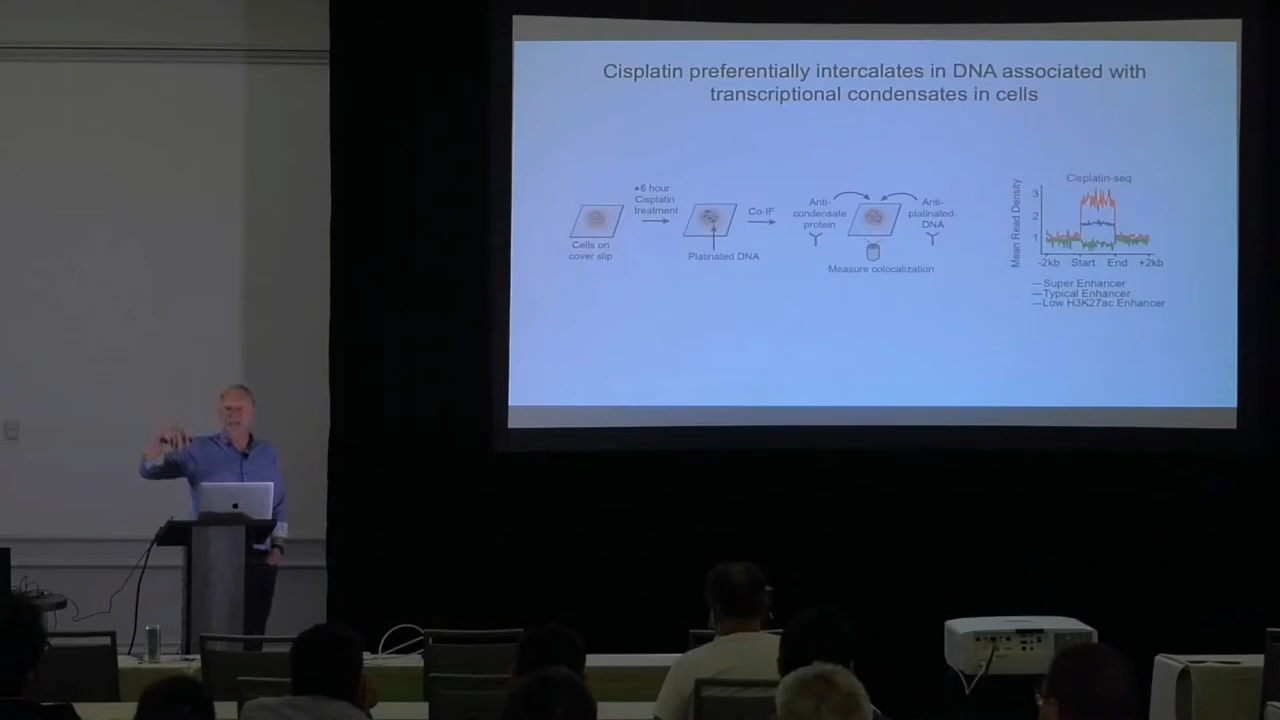 Cisplatin preferentially intercalates in DNA associated with
transcriptional condensates in cells
•6 hour
Cisplatin
treatment
Cells on
cover slip
Platinated DNA
Co-IF
Anti-
condensate
protein
Anti-
platinated-
DNA
Measure colocalization
Cisplatin-seq
Mean Read Density
3
2
1
-2kb Start End +2kb
Super Enhancer
Typical Enhancer
Low H3K27ac Enhancer